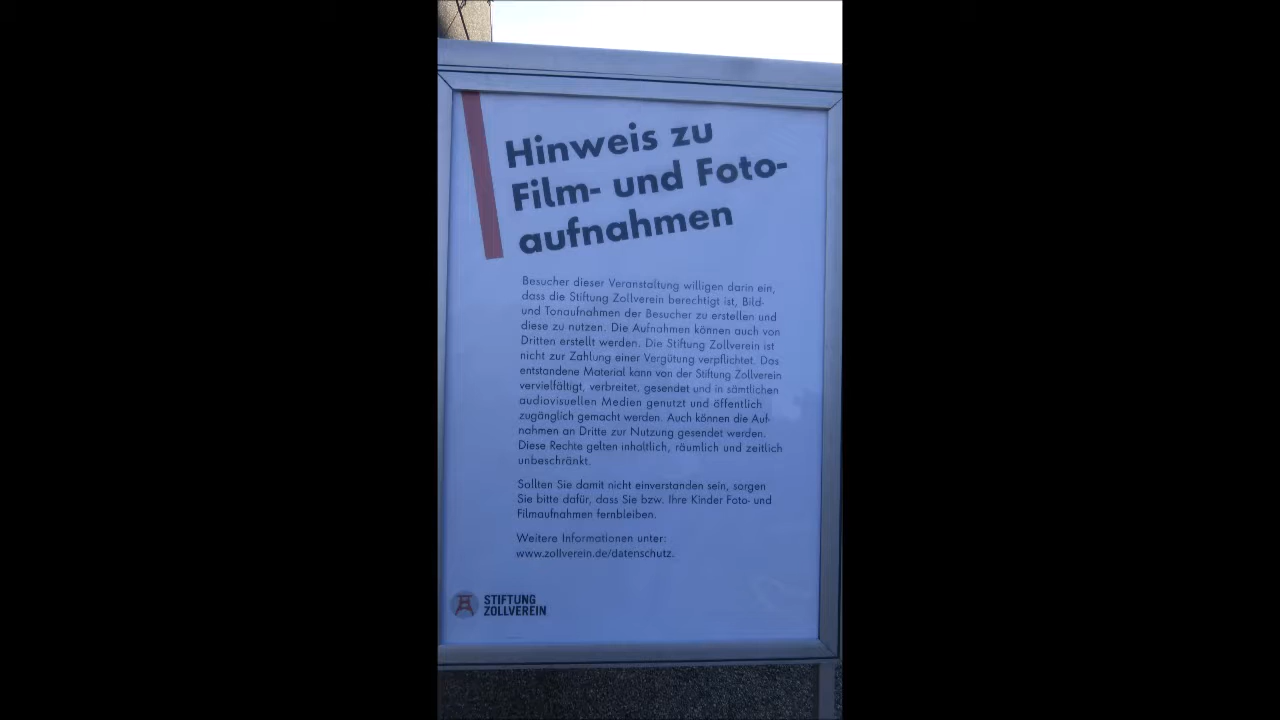 Hinweis zu
Film- und Foto-
aufnahmen
Besucher dieser Veranstaltung willigen darin ein,
dass die Stiftung Zollverein berechtigt ist, Bild-
und Tonaufnahmen der Besucher zu erstellen und
diese zu nutzen. Die Aufnahmen können auch von
Dritten erstellt werden. Die Stiftung Zollverein ist
nicht zur Zahlung einer Vergütung verpflichtet. Das
entstandene Material kann von der Stiftung Zollverein
vervielfältigt, verbreitet, gesendet und in sämtlichen
audiovisuellen Medien genutzt und öffentlich
zugänglich gemacht werden. Auch können die Auf-
nahmen an Dritte zur Nutzung gesendet werden.
Diese Rechte gelten inhaltlich, räumlich und zeitlich
unbeschränkt.
Sollten Sie damit nicht einverstanden sein, sorgen
Sie bitte dafür, dass Sie bzw. Ihre Kinder Foto- und
Filmaufnahmen fernbleiben.
Weitere Informationen unter:
www.zollverein.de/datenschutz.
STIFTUNG
ZOLLVEREIN